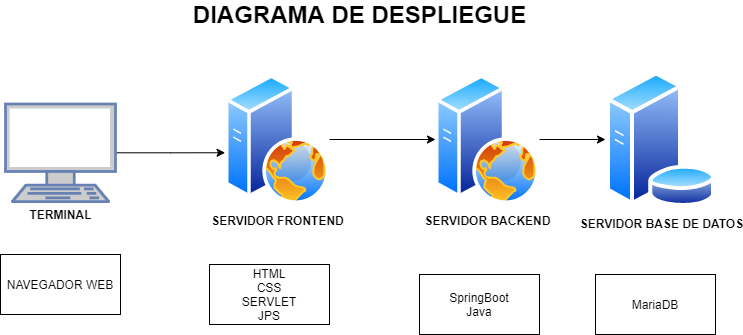 DIAGRAMA DE DESPLIEGUE
TERMINAL
SERVIDOR FRONTEND
SERVIDOR BACKEND
SERVIDOR BASE DE DATOS
NAVEGADOR WEB
HTML
CSS
SERVLET
JPS
SpringBoot
Java
MariaDB